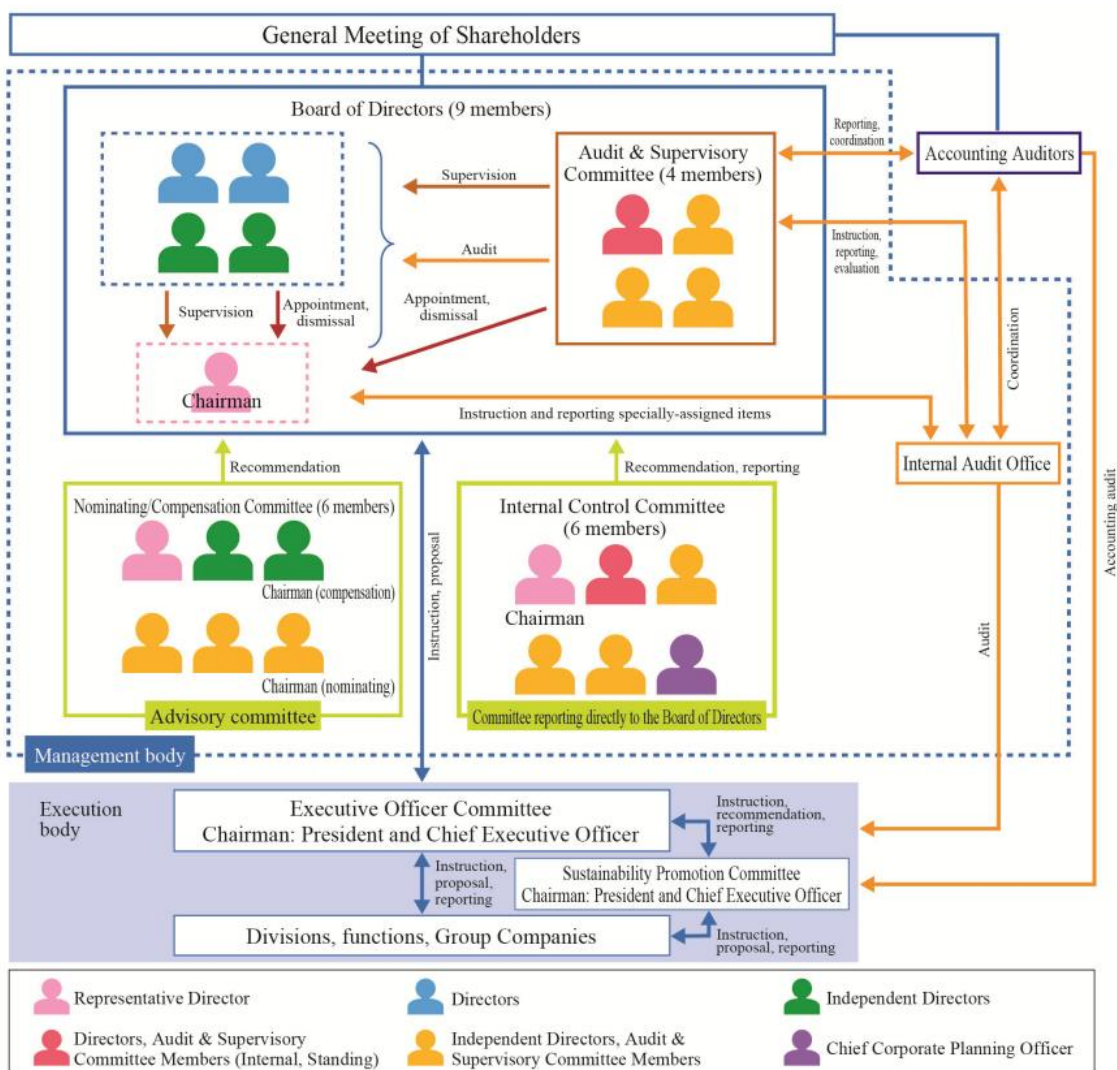 General Meeting of Shareholders
Board of Directors (9 members)
Supervision
Audit
Appointment,
dismissal
Supervision
Appointment,
dismissal
Chairman
Audit & Supervisory
Committee (4 members)
Reporting,
coordination
Accounting Auditors
Instruction,
reporting,
evaluation
Coordination
Instruction and reporting specially-assigned items
Internal Audit Office
Accounting audit
Audit
Recommendation
Nominating/Compensation Committee (6 members)
Chairman (compensation)
Chairman (nominating)
Advisory committee
Instruction, proposal
Recommendation, reporting
Internal Control Committee
(6 members)
Chairman
Committee reporting directly to the Board of Directors
Management body
Execution
body
Executive Officer Committee
Chairman: President and Chief Executive Officer
Instruction,
recommendation,
reporting
Instruction,
proposal,
reporting
Sustainability Promotion Committee
Chairman: President and Chief Executive Officer
Divisions, functions, Group Companies
Instruction,
proposal, reporting
Representative Director
Directors
Independent Directors
Directors, Audit & Supervisory
Committee Members (Internal, Standing)
Independent Directors, Audit &
Supervisory Committee Members
Chief Corporate Planning Officer